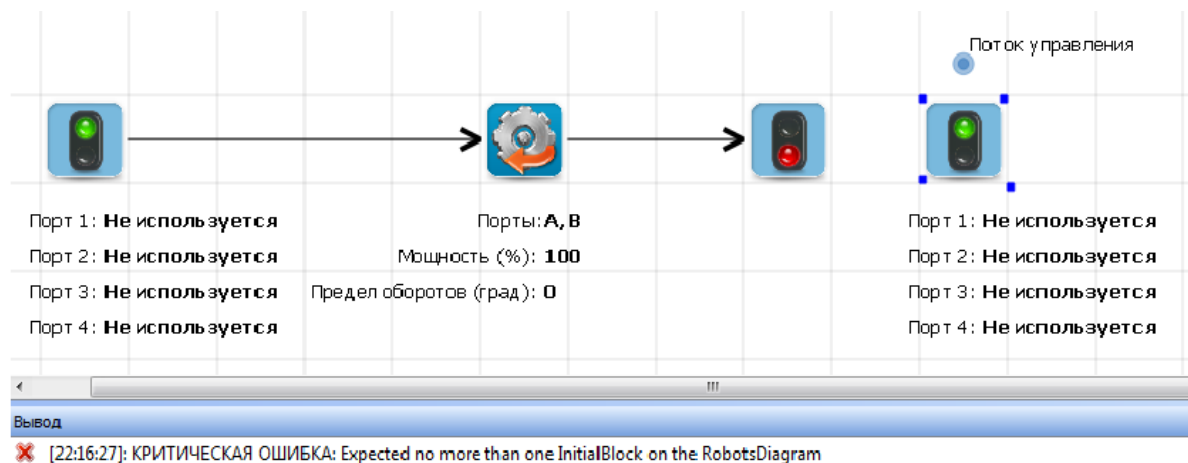 Поток управления
Порт 1: Не используется
Порт 2: Не используется
Порт 3: Не используется
Порт 4: Не используется
Порты: A, B
Мощность (%): 100
Предел оборотов (град): 0
Порт 1: Не используется
Порт 2: Не используется
Порт 3: Не используется
Порт 4: Не используется
Вывод
[22:16:27]: КРИТИЧЕСКАЯ ОШИБКА: Expected no more than one InitialBlock on the RobotsDiagram